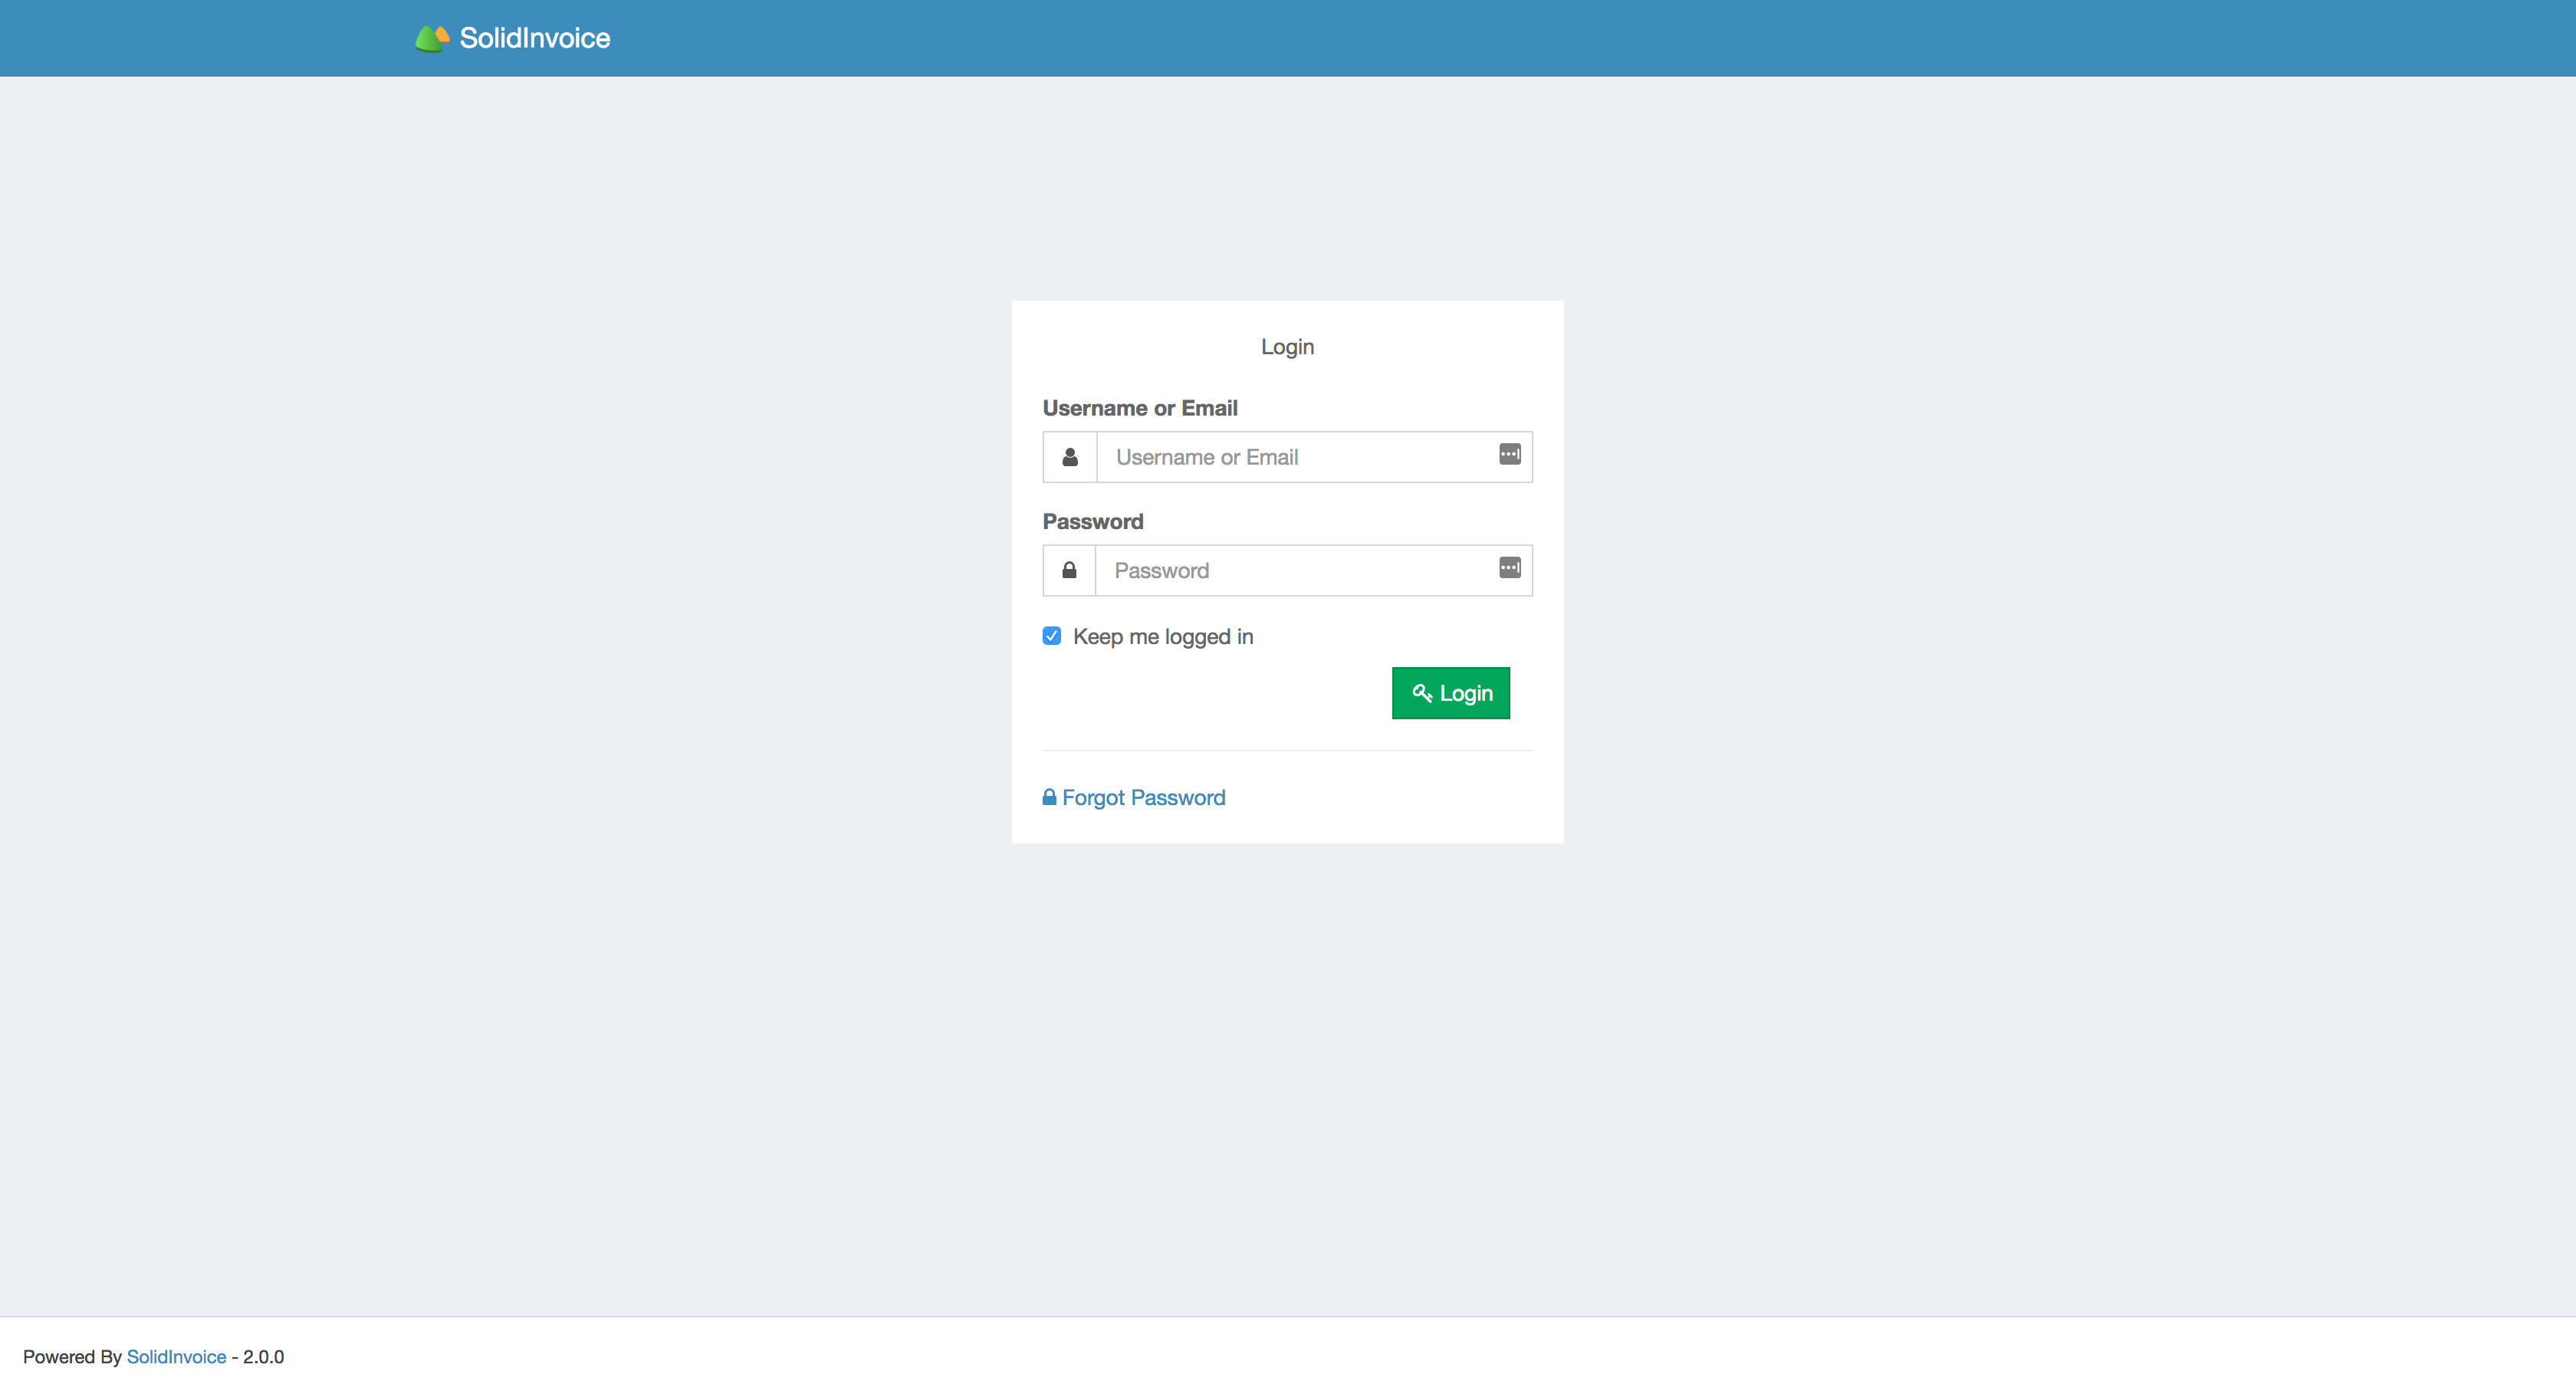 SolidInvoice
Login
Username or Email
Username or Email
Password
Password
Keep me logged in
Login
Forgot Password
Powered By SolidInvoice - 2.0.0